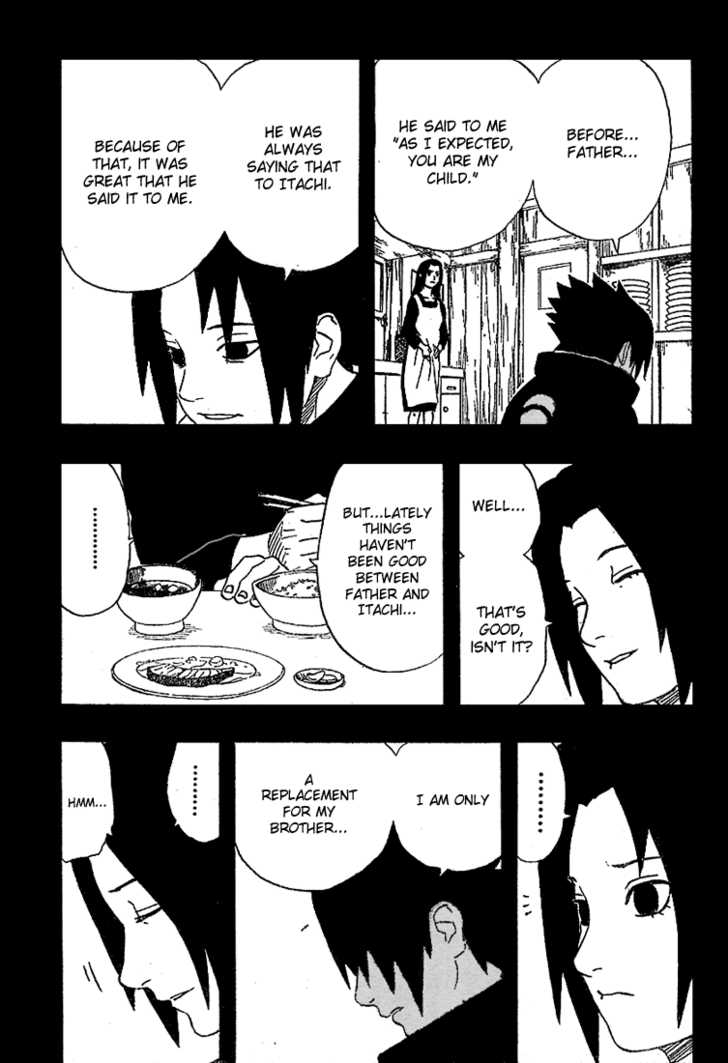 BEFORE...
FATHER...
HE SAID TO ME
"AS I EXPECTED,
YOU ARE MY
CHILD."
HE WAS
ALWAYS
SAYING THAT
TO ITACHI.
BECAUSE OF
THAT, IT WAS
GREAT THAT HE
SAID IT TO ME.
WELL...
THAT'S
GOOD,
ISN'T IT?
BUT...LATELY
THINGS
HAVEN'T
BEEN GOOD
BETWEEN
FATHER AND
ITACHI...
.........
.........
I AM ONLY
A
REPLACEMENT
FOR MY
BROTHER...
.........
HMM...